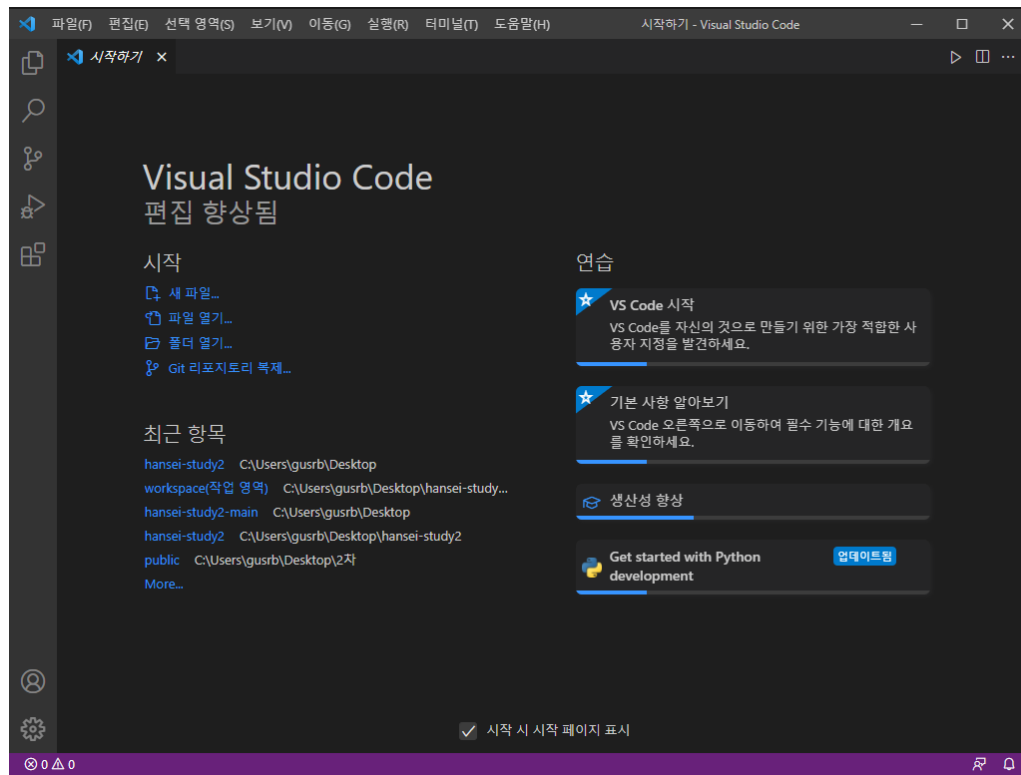 파일(F) 편집(E) 선택 영역(S) 보기(V) 이동(G) 실행(R) 터미널(T) 도움말(H) 시작하기 - Visual Studio Code
시작하기
Visual Studio Code
편집 향상됨
시작
새 파일...
파일 열기...
폴더 열기...
Git 리포지토리 복제...
최근 항목
hansei-study2 C:\Users\gusrb\Desktop
workspace(작업 영역) C:\Users\gusrb\Desktop\hansei-study...
hansei-study2-main C:\Users\gusrb\Desktop
hansei-study2 C:\Users\gusrb\Desktop\hansei-study2
public C:\Users\gusrb\Desktop\2차
More...
연습
VS Code 시작
VS Code를 자신의 것으로 만들기 위한 가장 적합한 사
용자 지정을 발견하세요.
기본 사항 알아보기
VS Code 오른쪽으로 이동하여 필수 기능에 대한 개요
를 확인하세요.
생산성 향상
Get started with Python 업데이트됨
development
시작 시 시작 페이지 표시
0 0